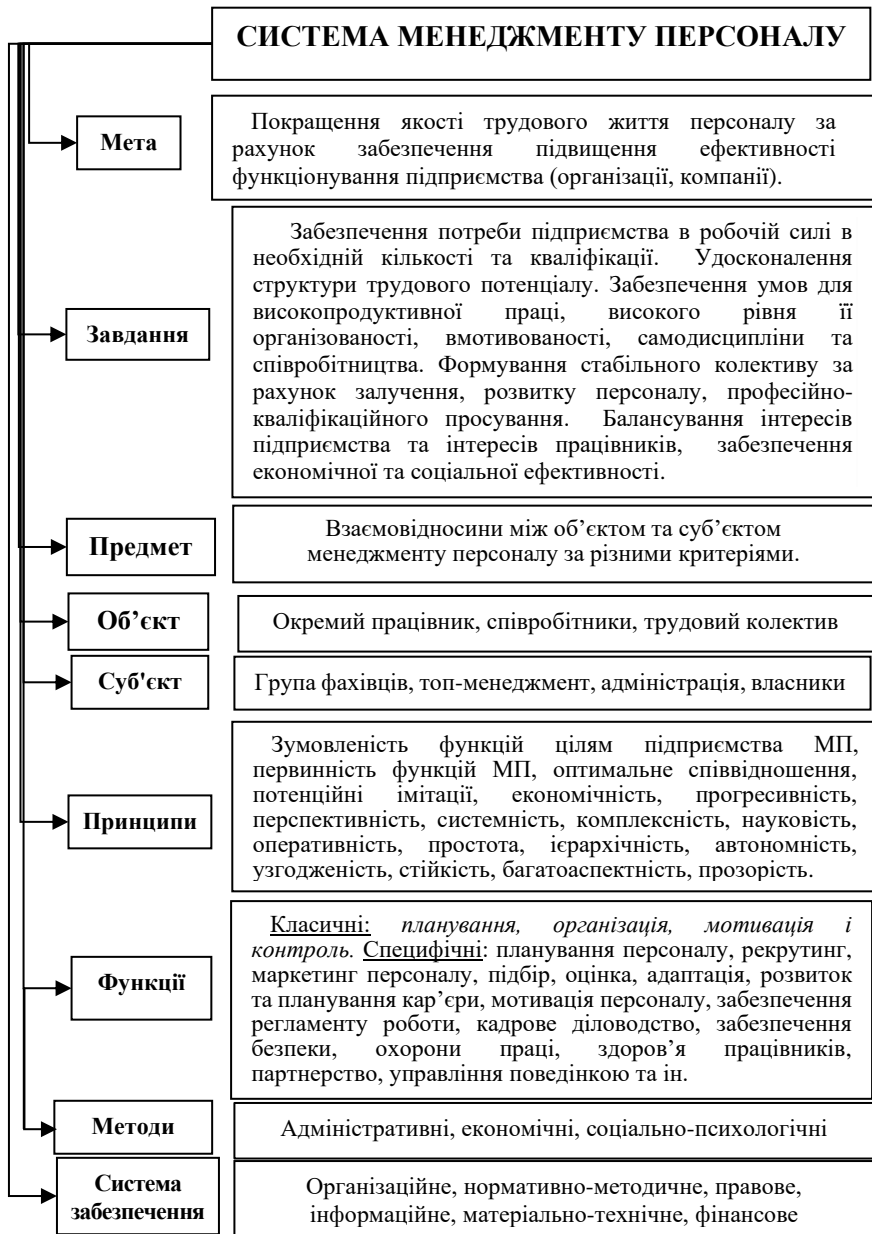 СИСТЕМА МЕНЕДЖМЕНТУ ПЕРСОНАЛУ
Мета
Покращення якості трудового життя персоналу за
рахунок забезпечення підвищення ефективності
функціонування підприємства (організації, компанії).
Завдання
Забезпечення потреби підприємства в робочій силі в
необхідній кількості та кваліфікації. Удосконалення
структури трудового потенціалу. Забезпечення умов для
високопродуктивної праці, високого рівня її
організованості, вмотивованості, самодисципліни та
співробітництва. Формування стабільного колективу за
рахунок залучення, розвитку персоналу, професійно-
кваліфікаційного просування. Балансування інтересів
підприємства та інтересів працівників, забезпечення
економічної та соціальної ефективності.
Предмет
Взаємовідносини між об’єктом та суб’єктом
менеджменту персоналу за різними критеріями.
Об’єкт
Окремий працівник, співробітники, трудовий колектив
Суб'єкт
Група фахівців, топ-менеджмент, адміністрація, власники
Принципи
Зумовленість функцій цілям підприємства МП,
первинність функцій МП, оптимальне співвідношення,
потенційні імітації, економічність, прогресивність,
перспективність, системність, комплексність, науковість,
оперативність, простота, ієрархічність, автономність,
узгодженість, стійкість, багатоаспектність, прозорість.
Функції
Класичні: планування, організація, мотивація і
контроль. Специфічні: планування персоналу, рекрутинг,
маркетинг персоналу, підбір, оцінка, адаптація, розвиток
та планування кар’єри, мотивація персоналу, забезпечення
регламенту роботи, кадрове діловодство, забезпечення
безпеки, охорони праці, здоров’я працівників,
партнерство, управління поведінкою та ін.
Методи
Адміністративні, економічні, соціально-психологічні
Система
забезпечення
Організаційне, нормативно-методичне, правове,
інформаційне, матеріально-технічне, фінансове